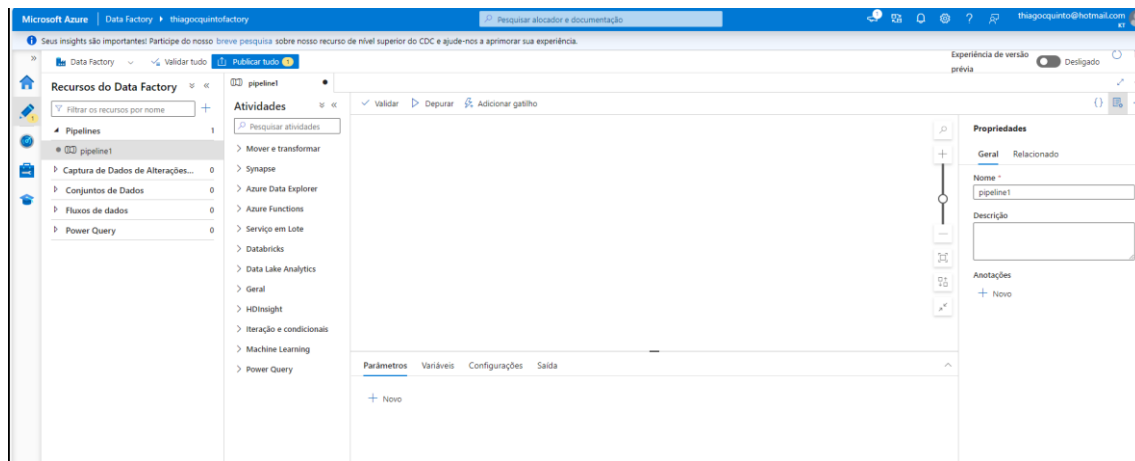 Microsoft Azure | Data Factory ▸ thiagocquintofactory
Pesquisar alocador e documentação
1
thiagocquinto@hotmail.com
KT
Seus insights são importantes! Participe do nosso breve pesquisa sobre nosso recurso de nível superior do CDC e ajude-nos a aprimorar sua experiência.
Data Factory
Validar tudo
Publicar tudo 1
Experiência de versão prévia
Desligado
Recursos do Data Factory
Filtrar os recursos por nome
Pipelines 1
pipeline1
Captura de Dados de Alterações... 0
Conjuntos de Dados 0
Fluxos de dados 0
Power Query 0
pipeline1
Atividades
Pesquisar atividades
Mover e transformar
Synapse
Azure Data Explorer
Azure Functions
Serviço em Lote
Databricks
Data Lake Analytics
Geral
HDInsight
Iteração e condicionais
Machine Learning
Power Query
Validar
Depurar
Adicionar gatilho
Parâmetros Variáveis Configurações Saída
Novo
Propriedades
Geral Relacionado
Nome *
pipeline1
Descrição
Anotações
Novo